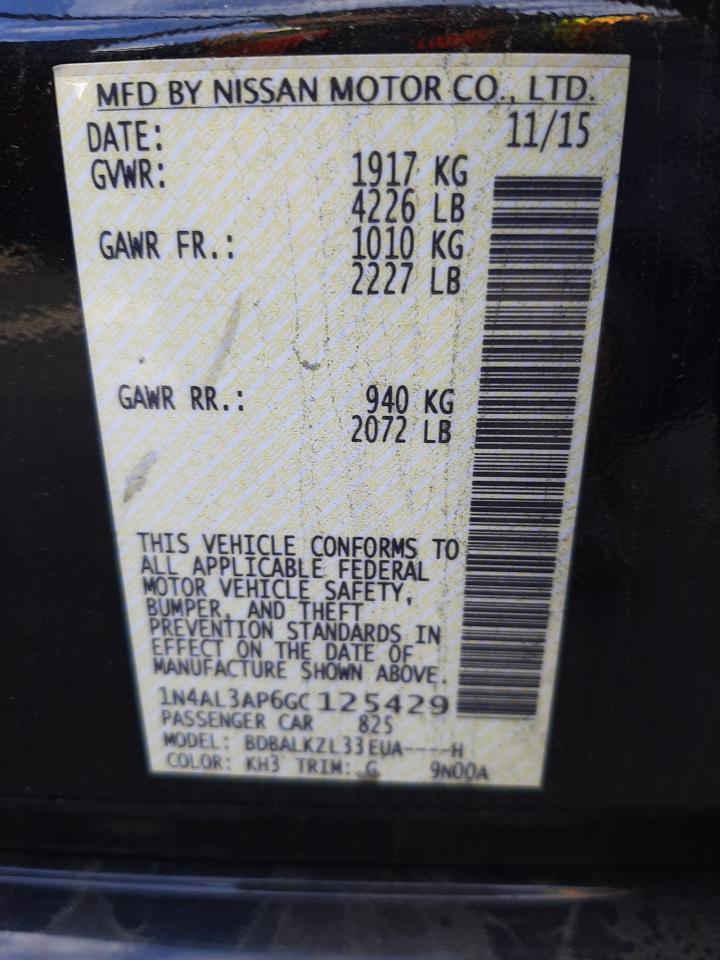 MFD BY NISSAN MOTOR CO., LTD.
DATE: 11/15
GVWR: 1917 KG
4226 LB
GAWR FR.: 1010 KG
2227 LB
GAWR RR.: 940 KG
2072 LB
THIS VEHICLE CONFORMS TO
ALL APPLICABLE FEDERAL
MOTOR VEHICLE SAFETY,
BUMPER, AND THEFT
PREVENTION STANDARDS IN
EFFECT ON THE DATE OF
MANUFACTURE SHOWN ABOVE.
1N4AL3AP6GC125429
PASSENGER CAR 825
MODEL: BDBALKZL33EUA----H
COLOR: KH3 TRIM: G 9N00A